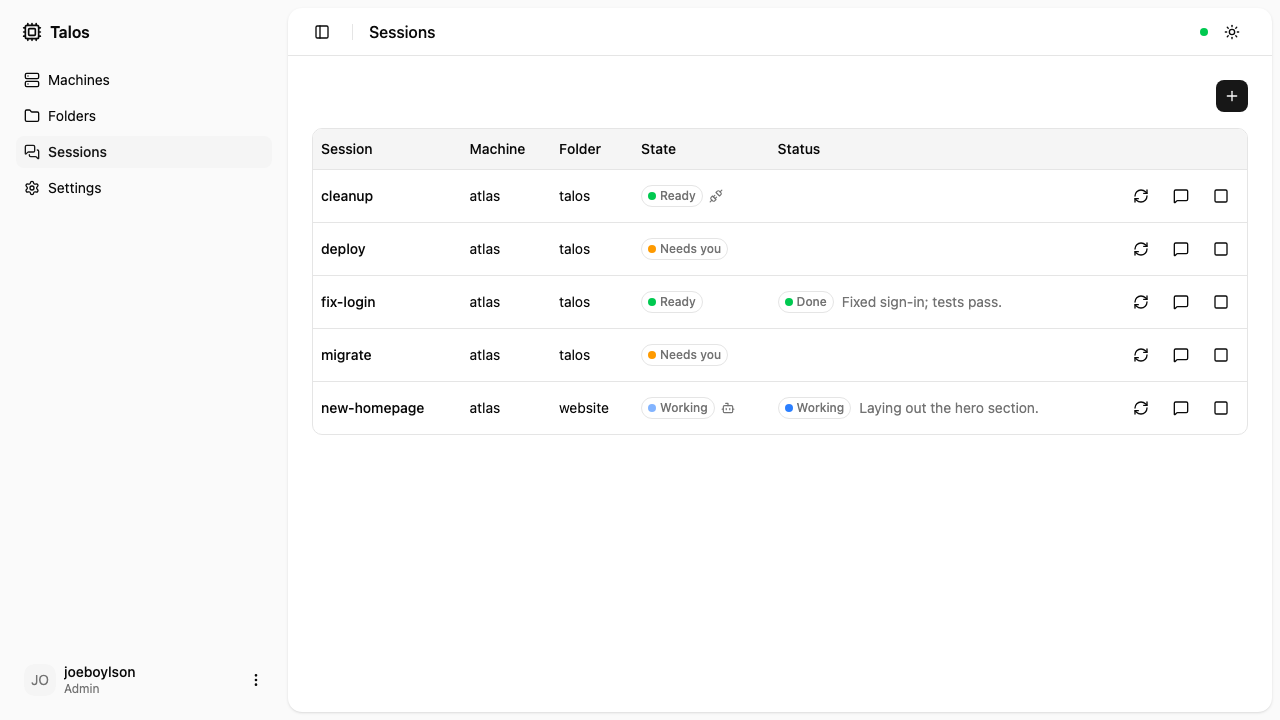 Talos
Sessions
Machines
Folders
Sessions
Settings
Session Machine Folder State Status
cleanup atlas talos Ready
deploy atlas talos Needs you
fix-login atlas talos Ready Done Fixed sign-in; tests pass.
migrate atlas talos Needs you
new-homepage atlas website Working Working Laying out the hero section.
JO joeboylson
Admin